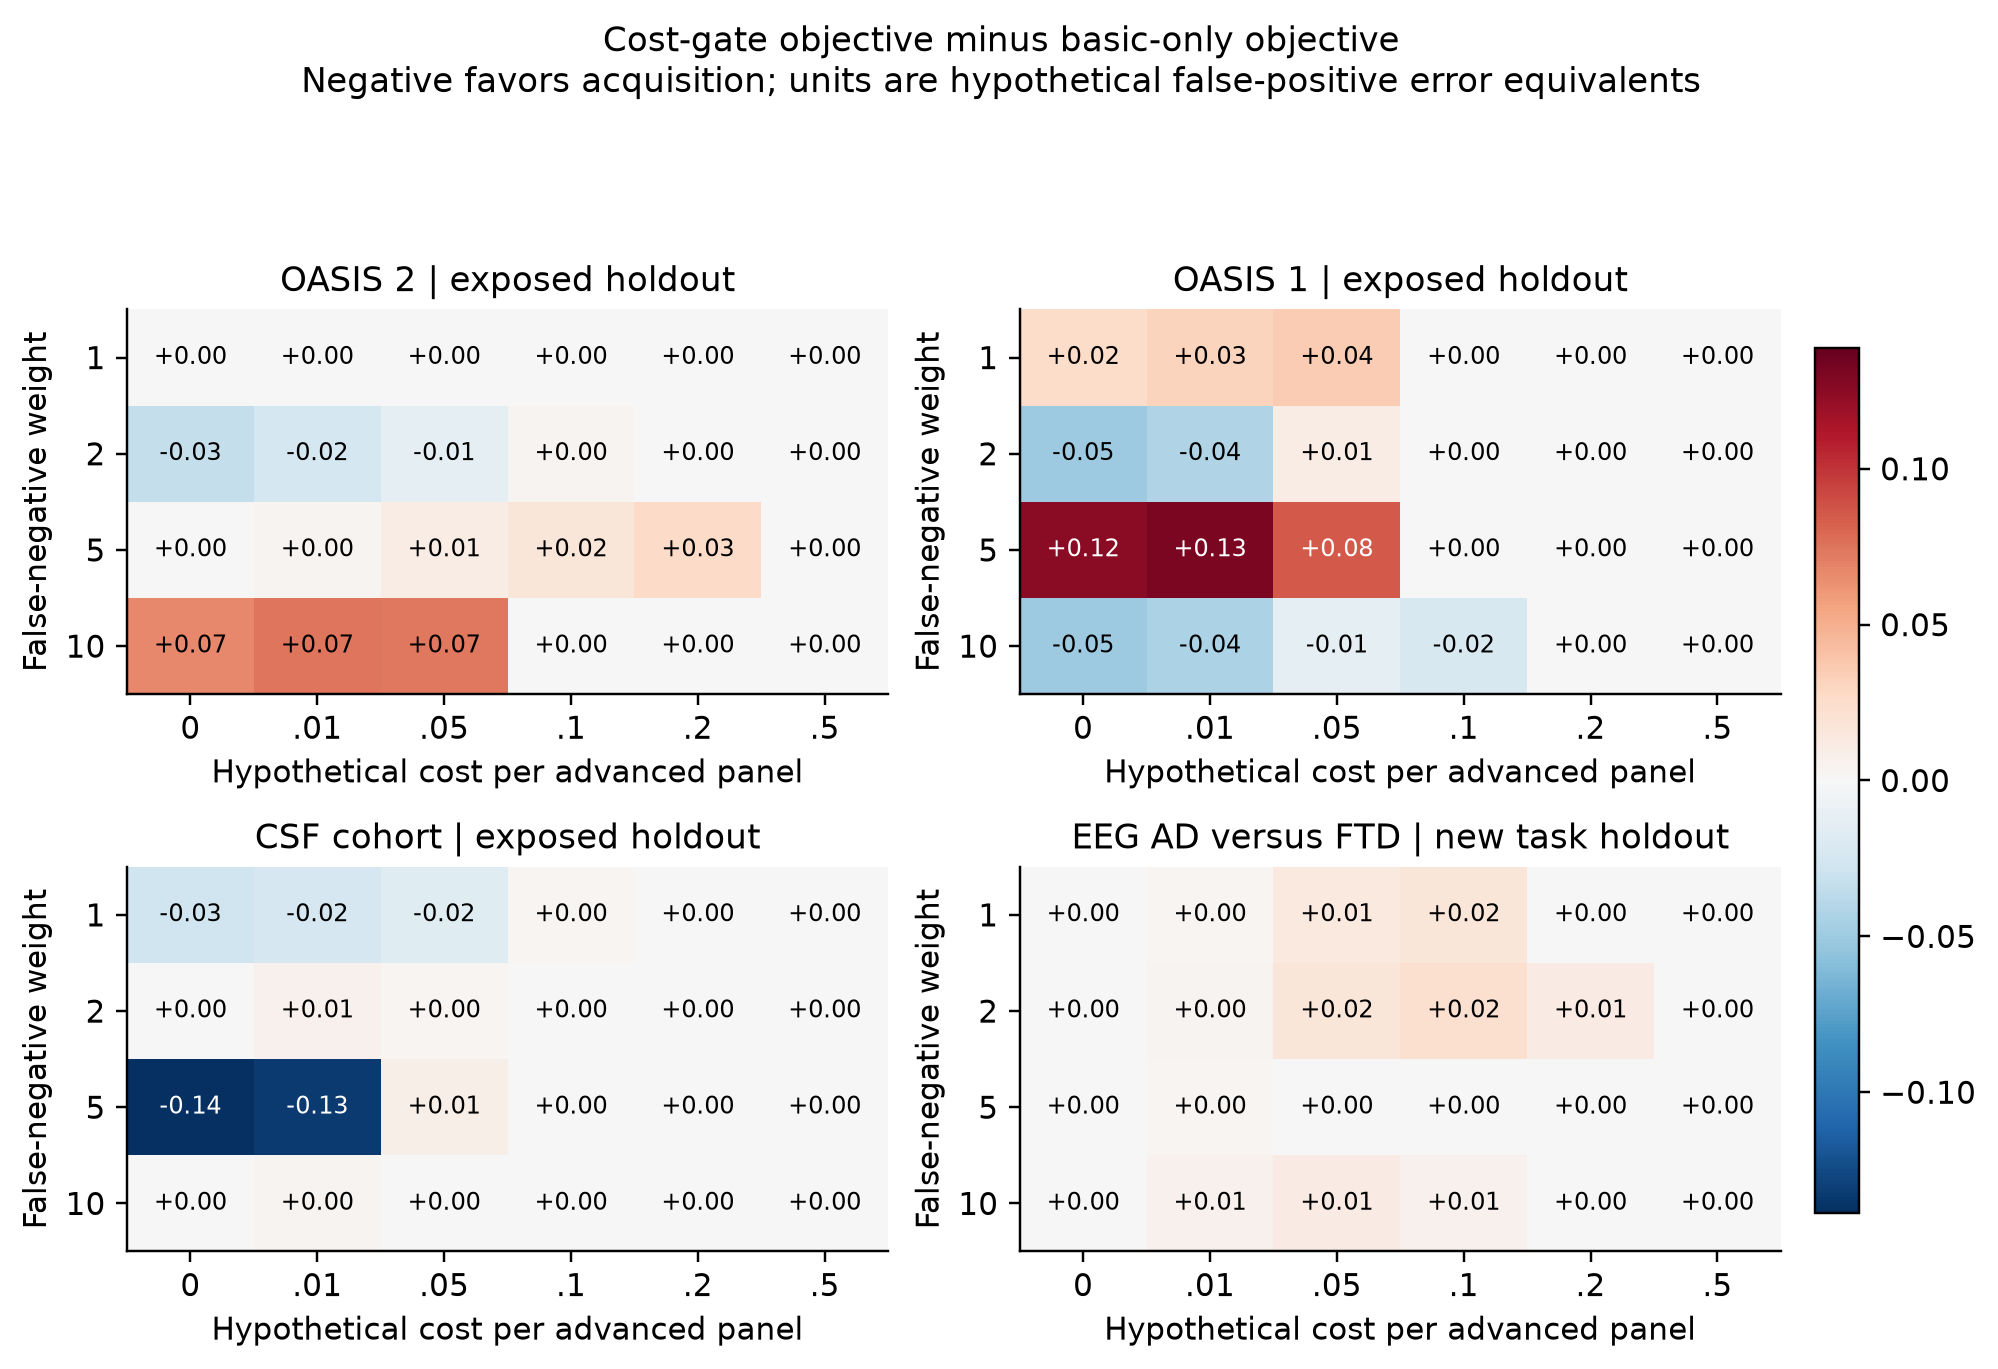 Cost-gate objective minus basic-only objective
Negative favors acquisition; units are hypothetical false-positive error equivalents
OASIS 2 | exposed holdout
False-negative weight
1 +0.00 +0.00 +0.00 +0.00 +0.00 +0.00
2 -0.03 -0.02 -0.01 +0.00 +0.00 +0.00
5 +0.00 +0.00 +0.01 +0.02 +0.03 +0.00
10 +0.07 +0.07 +0.07 +0.00 +0.00 +0.00
0 .01 .05 .1 .2 .5
Hypothetical cost per advanced panel
OASIS 1 | exposed holdout
False-negative weight
1 +0.02 +0.03 +0.04 +0.00 +0.00 +0.00
2 -0.05 -0.04 +0.01 +0.00 +0.00 +0.00
5 +0.12 +0.13 +0.08 +0.00 +0.00 +0.00
10 -0.05 -0.04 -0.01 -0.02 +0.00 +0.00
0 .01 .05 .1 .2 .5
Hypothetical cost per advanced panel
CSF cohort | exposed holdout
False-negative weight
1 -0.03 -0.02 -0.02 +0.00 +0.00 +0.00
2 +0.00 +0.01 +0.00 +0.00 +0.00 +0.00
5 -0.14 -0.13 +0.01 +0.00 +0.00 +0.00
10 +0.00 +0.00 +0.00 +0.00 +0.00 +0.00
0 .01 .05 .1 .2 .5
Hypothetical cost per advanced panel
EEG AD versus FTD | new task holdout
False-negative weight
1 +0.00 +0.00 +0.01 +0.02 +0.00 +0.00
2 +0.00 +0.00 +0.02 +0.02 +0.01 +0.00
5 +0.00 +0.00 +0.00 +0.00 +0.00 +0.00
10 +0.00 +0.01 +0.01 +0.01 +0.00 +0.00
0 .01 .05 .1 .2 .5
Hypothetical cost per advanced panel
0.10
0.05
0.00
−0.05
−0.10